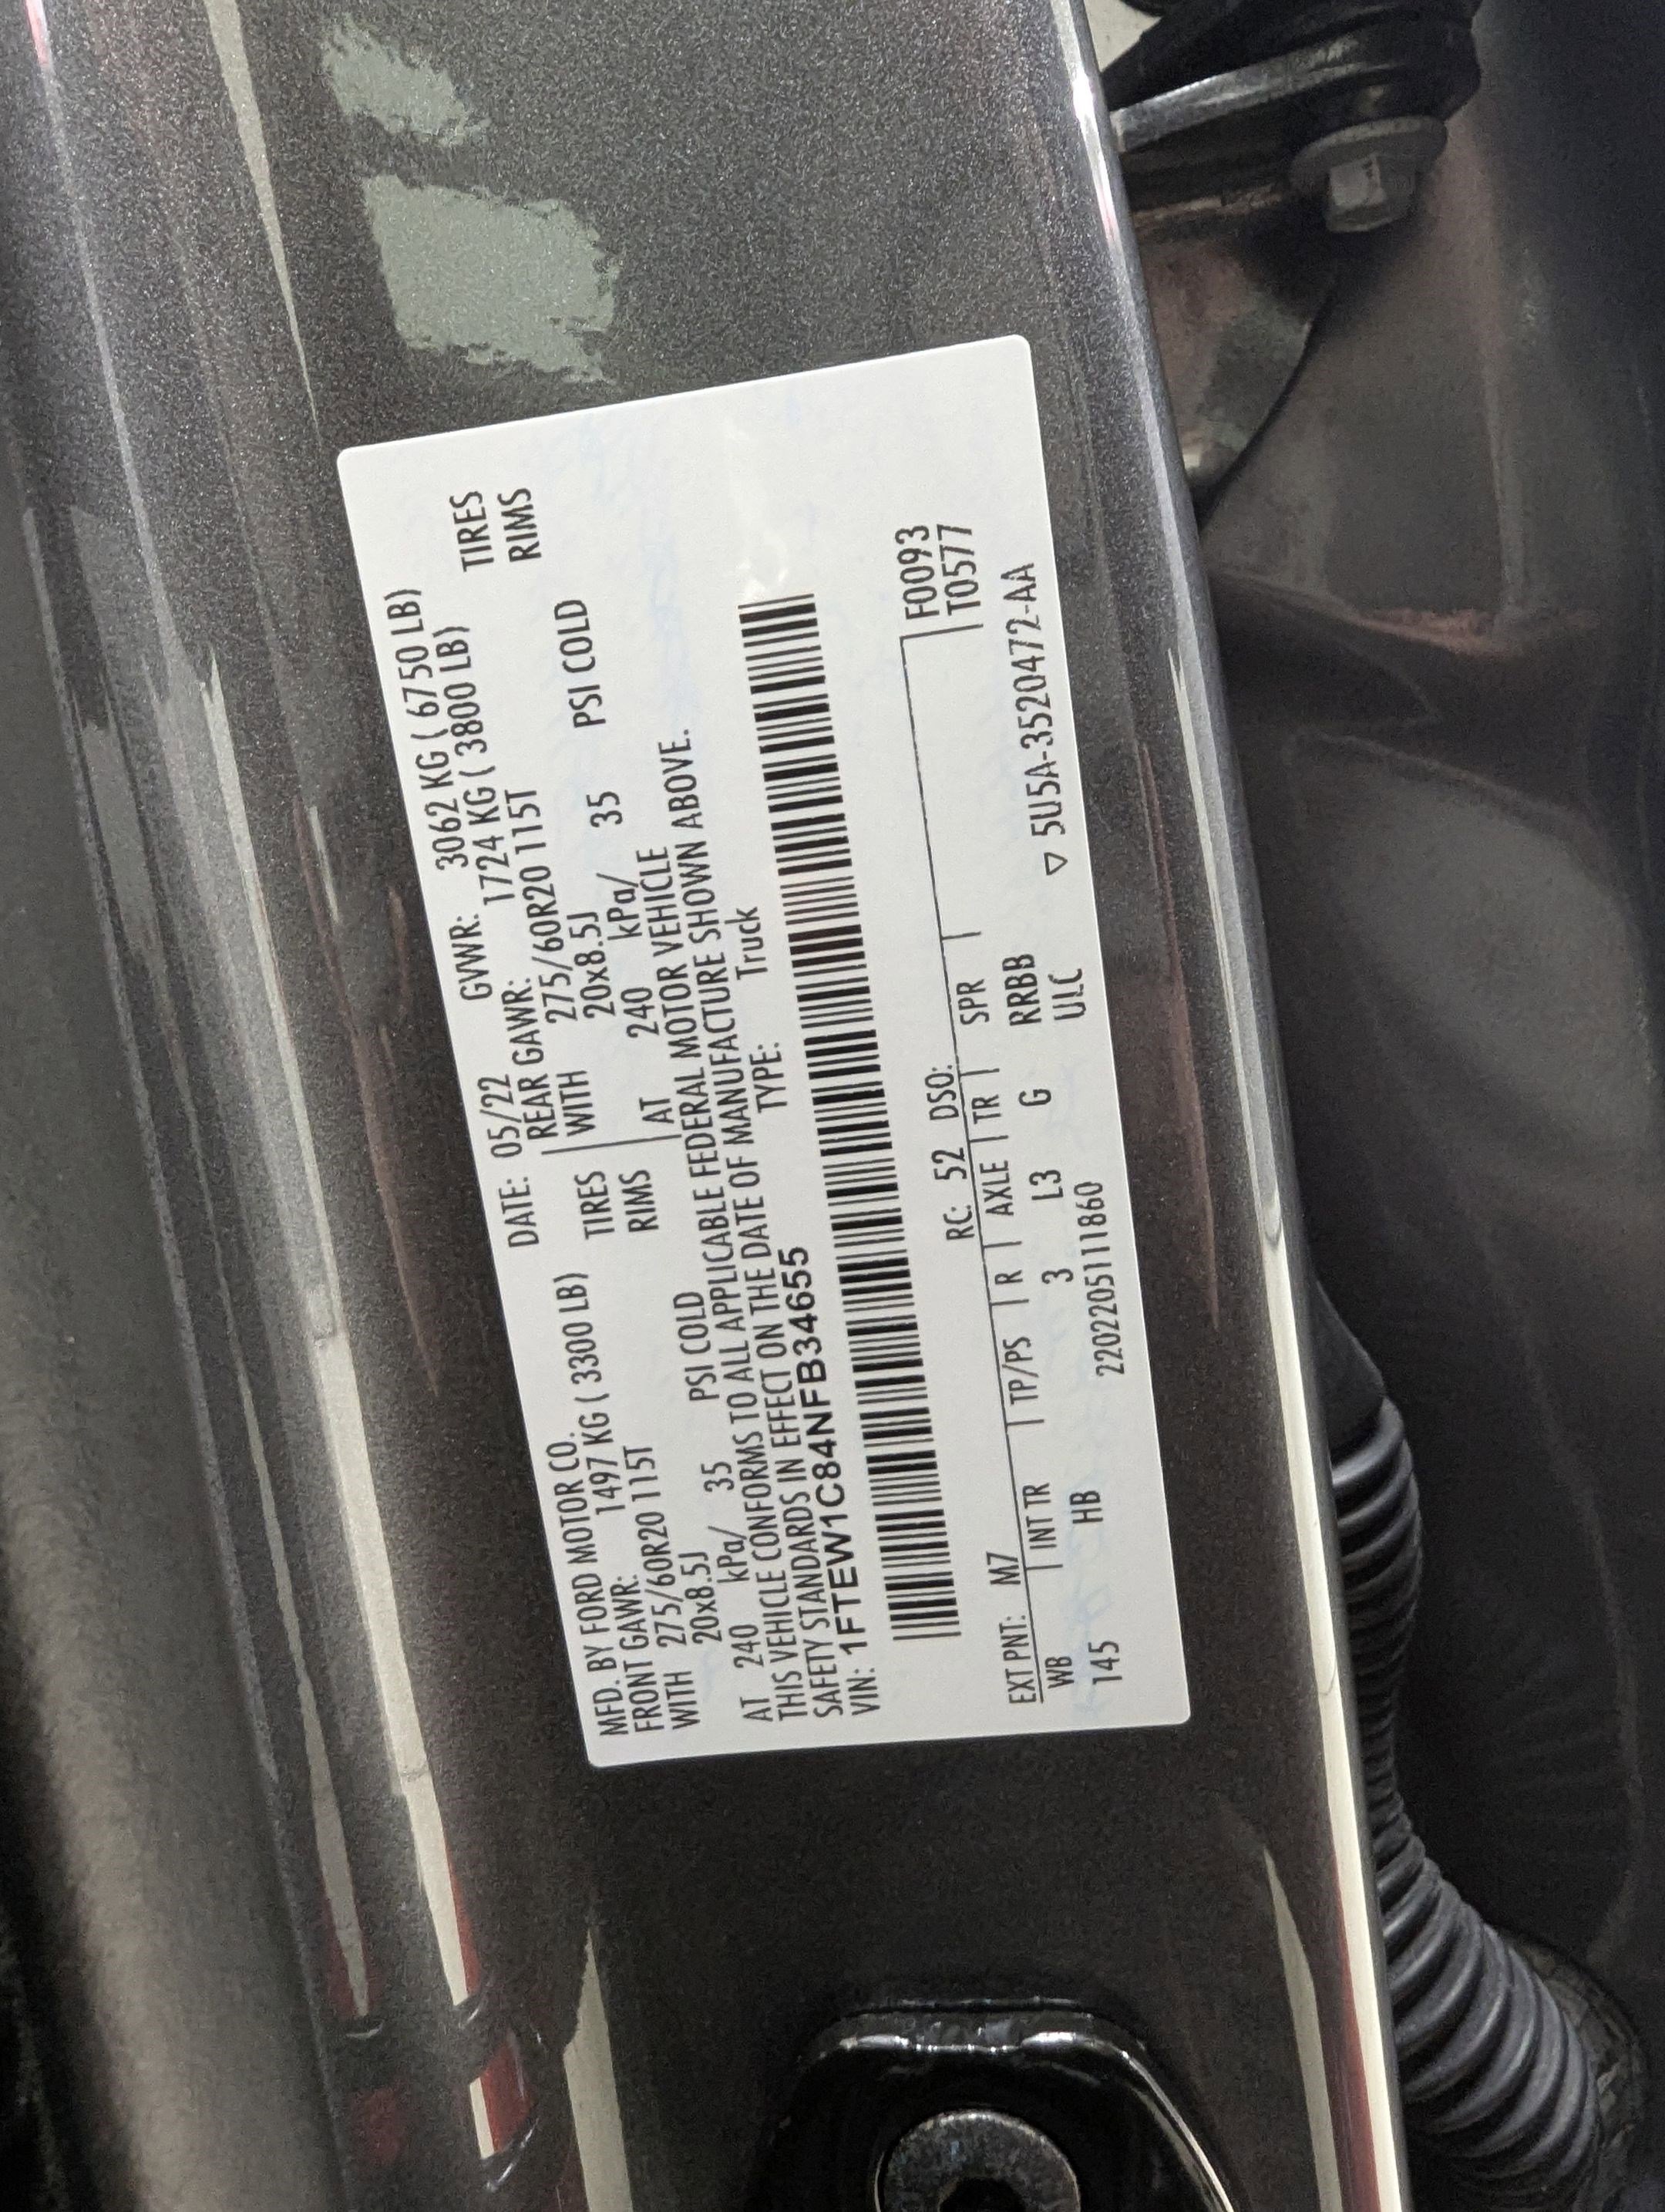 MFD. BY FORD MOTOR CO. DATE: 05/22 GVWR: 3062 KG ( 6750 LB)
FRONT GAWR: 1497 KG ( 3300 LB) REAR GAWR: 1724 KG ( 3800 LB)
WITH 275/60R20 115T TIRES WITH 275/60R20 115T TIRES
20x8.5J RIMS 20x8.5J RIMS
AT 240 kPa/ 35 PSI COLD AT 240 kPa/ 35 PSI COLD
THIS VEHICLE CONFORMS TO ALL APPLICABLE FEDERAL MOTOR VEHICLE
SAFETY STANDARDS IN EFFECT ON THE DATE OF MANUFACTURE SHOWN ABOVE.
VIN: 1FTEW1C84NFB34655 TYPE: Truck
EXT PNT: M7 RC: 52 DSO: F0093
WB INT TR TP/PS R AXLE TR SPR T0577
145 HB 3 L3 G RRBB
2202205111860 ULC ▽ 5U5A-3520472-AA